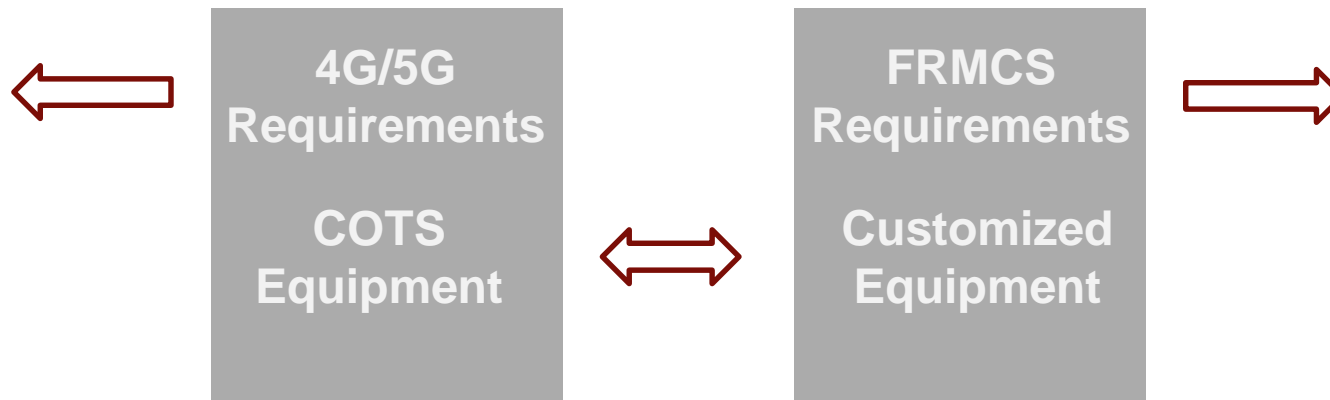 4G/5G
Requirements
COTS
Equipment
FRMCS
Requirements
Customized
Equipment